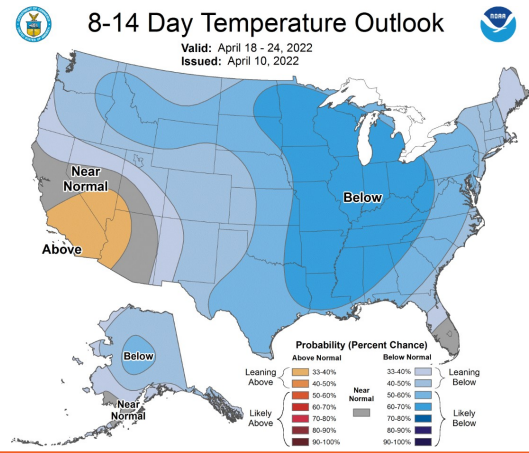 8-14 Day Temperature Outlook
Valid: April 18 - 24, 2022
Issued: April 10, 2022
NOAA
Near
Normal
Above
Below
Below
Near
Normal
Probability (Percent Chance)
Above Normal
Below Normal
Leaning
Above
33-40%
40-50%
Likely
Above
50-60%
60-70%
70-80%
80-90%
90-100%
Near
Normal
33-40%
40-50%
Leaning
Below
50-60%
60-70%
70-80%
80-90%
90-100%
Likely
Below